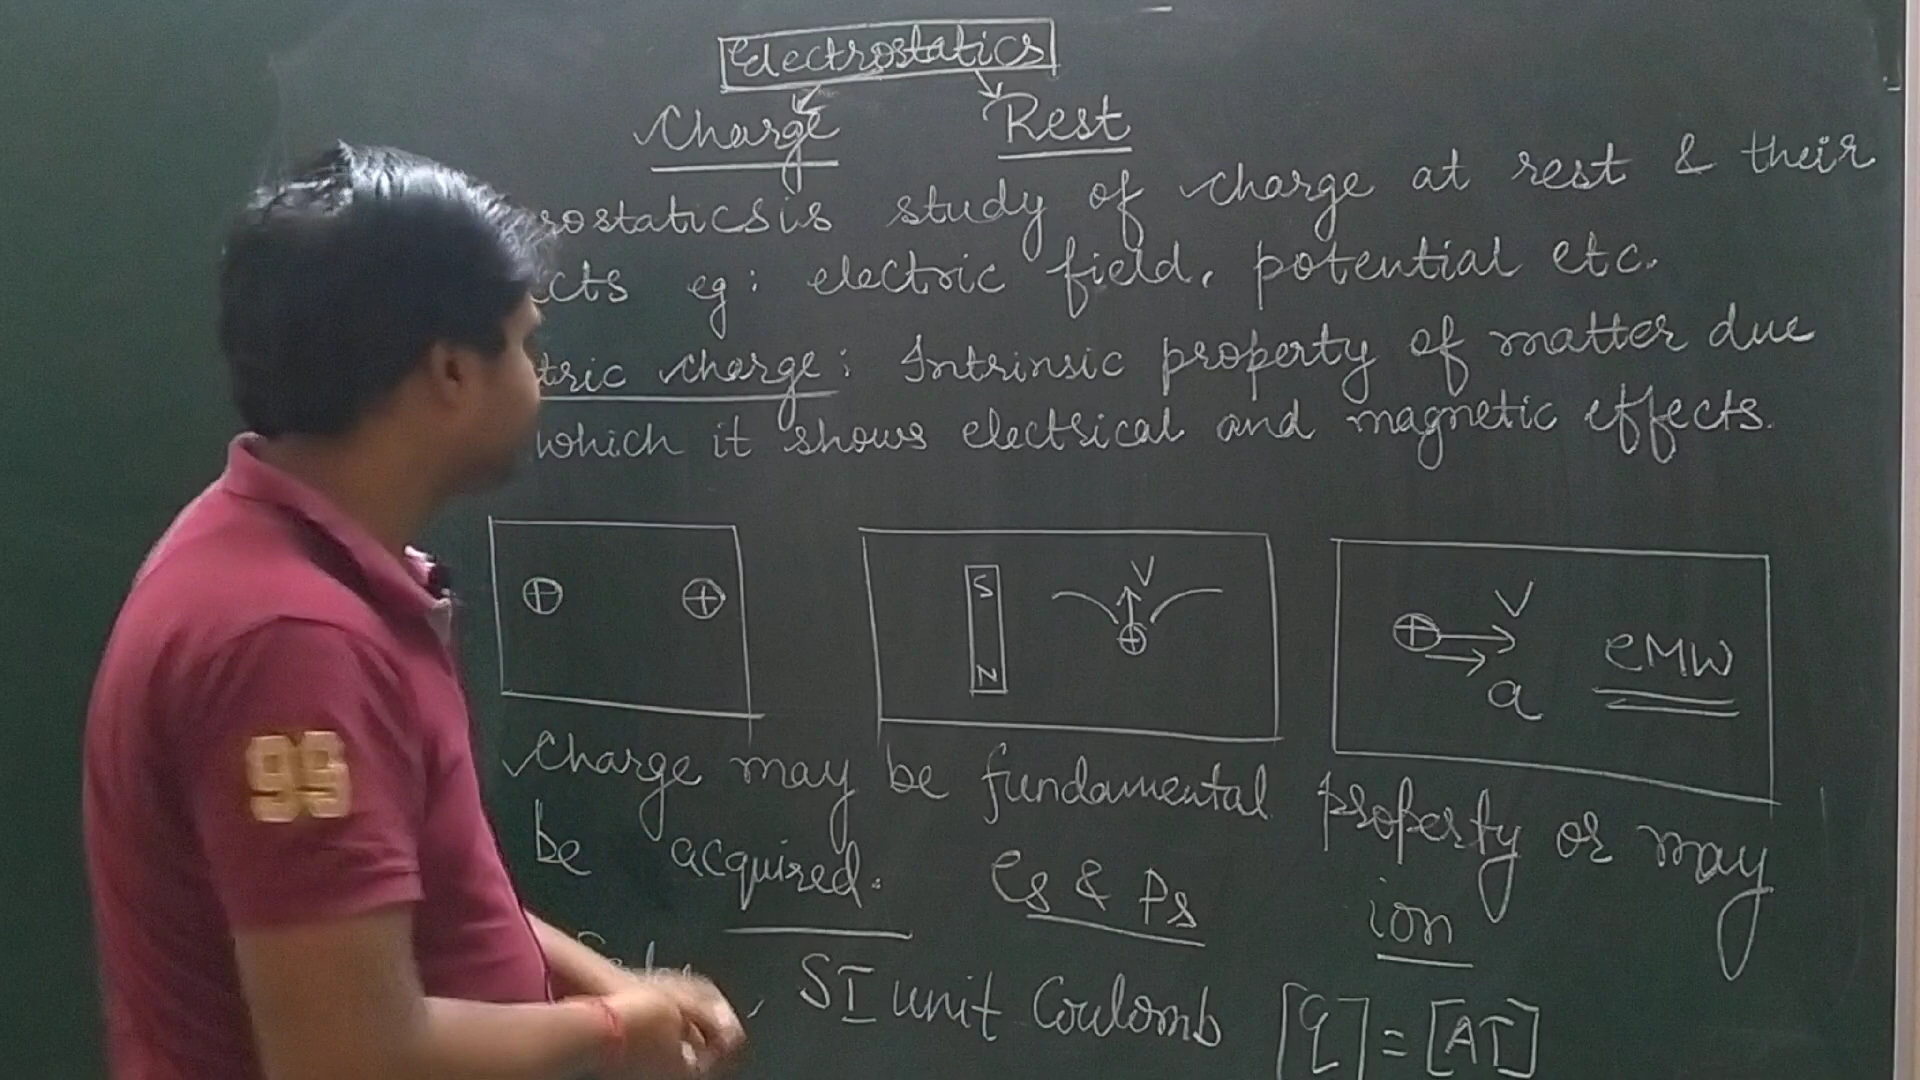 Electrostatics
Charge Rest
rostatics is study of charge at rest & their
cts eg: electric field, potential etc.
tric charge: Intrinsic property of matter due
which it shows electrical and magnetic effects.
S V V
N a EMW
Charge may be fundamental property or may
be acquired. es & Ps ion
SI unit Coulomb [q] = [AT]
99